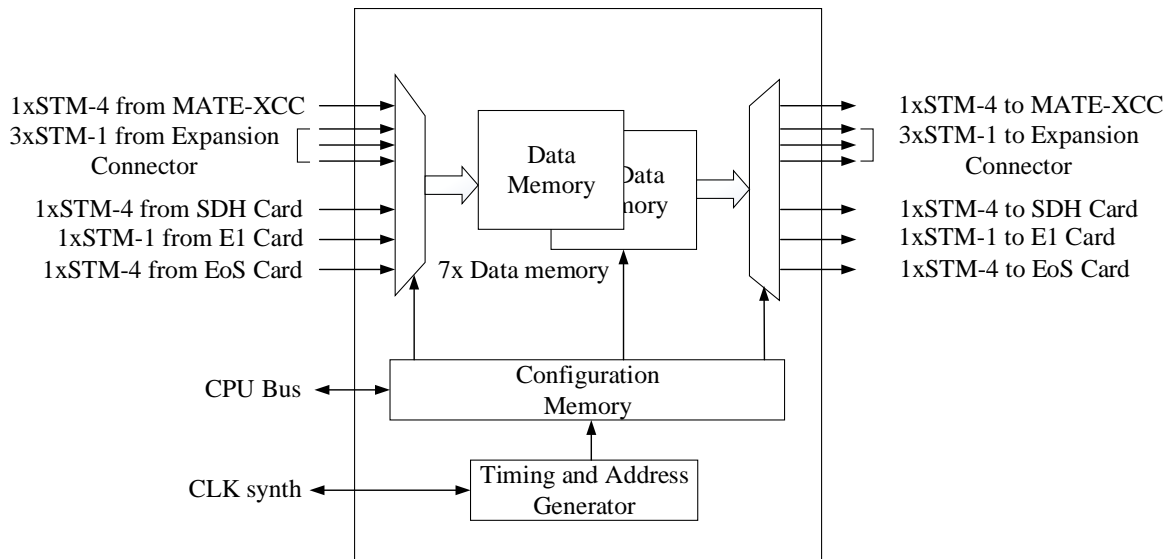 1xSTM-4 from MATE-XCC
3xSTM-1 from Expansion
Connector
1xSTM-4 from SDH Card
1xSTM-1 from E1 Card
1xSTM-4 from EoS Card
Data
Memory
Data
mory
7x Data memory
1xSTM-4 to MATE-XCC
3xSTM-1 to Expansion
Connector
1xSTM-4 to SDH Card
1xSTM-1 to E1 Card
1xSTM-4 to EoS Card
CPU Bus
Configuration
Memory
CLK synth
Timing and Address
Generator